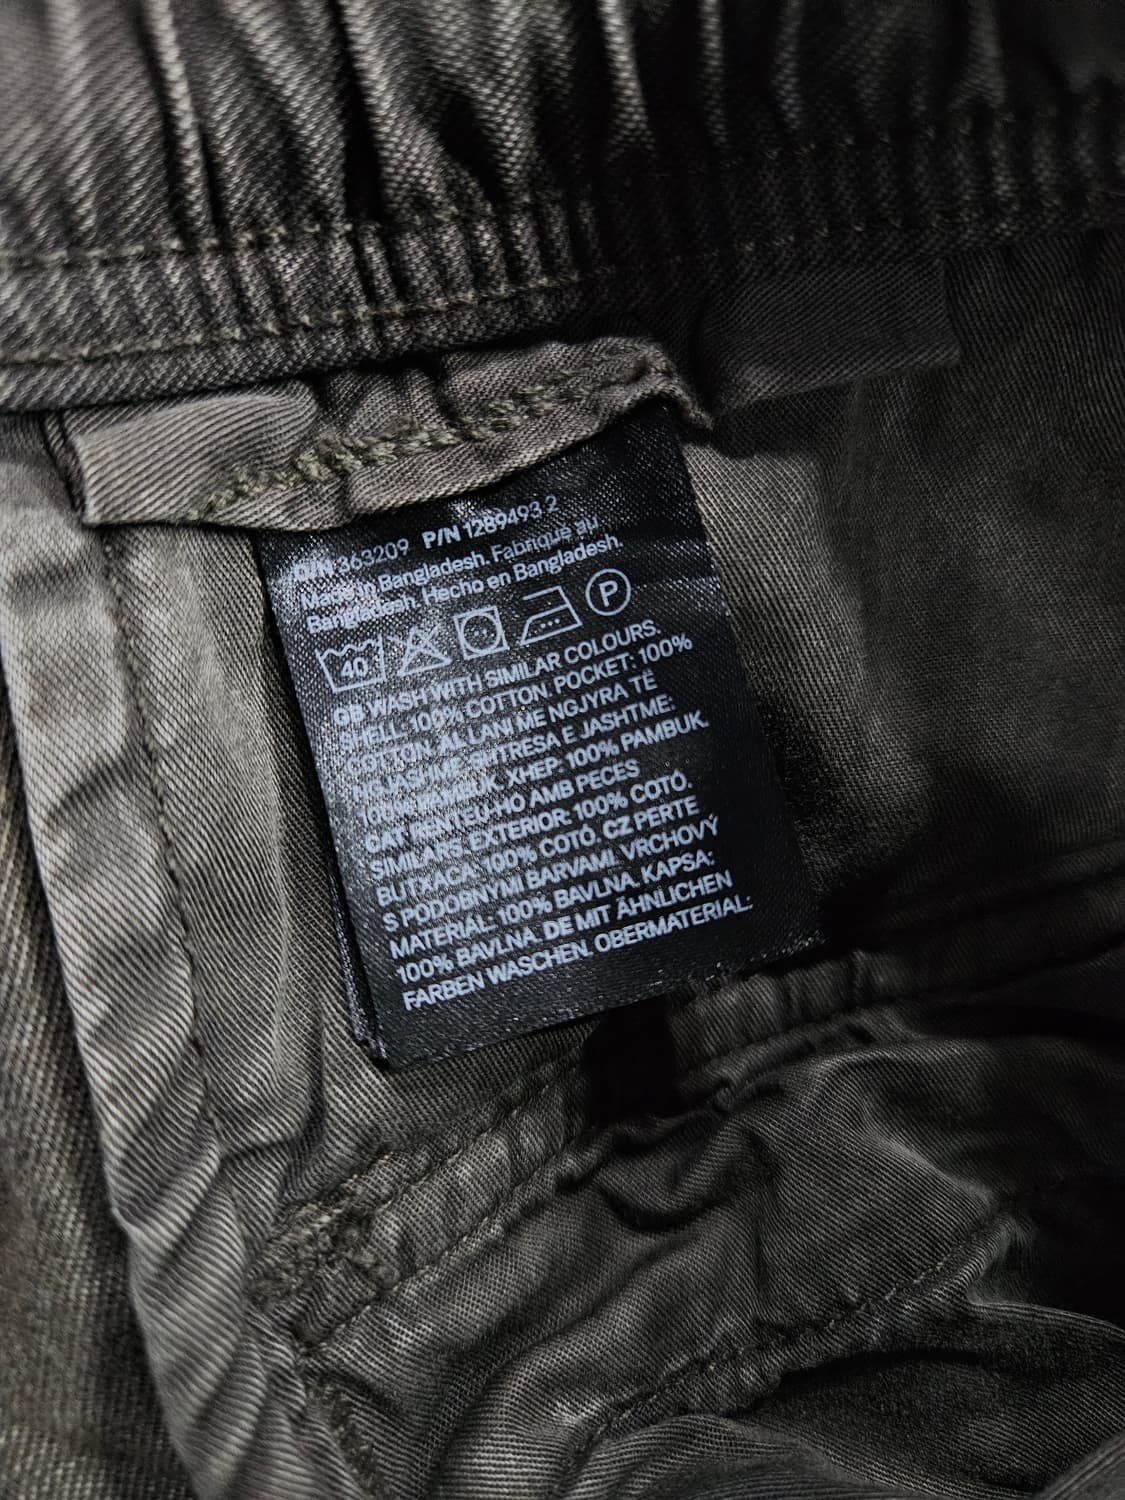 363209 P/N 1289493.2
Made in Bangladesh. Fabriqué au
Bangladesh. Hecho en Bangladesh.
40 P
GB WASH WITH SIMILAR COLOURS.
SHELL: 100% COTTON. POCKET: 100%
COTTON. AL LANI ME NGJYRA TË
NGJASHME. SHTRESA E JASHTME:
100% PAMBUK. XHEP: 100% PAMBUK.
CAT RENTEU-HO AMB PECES
SIMILARS. EXTERIOR: 100% COTÓ.
BUTXACA: 100% COTÓ. CZ PERTE
S PODOBNÝMI BARVAMI. VRCHOVÝ
MATERIÁL: 100% BAVLNA. KAPSA:
100% BAVLNA. DE MIT ÄHNLICHEN
FARBEN WASCHEN. OBERMATERIAL: